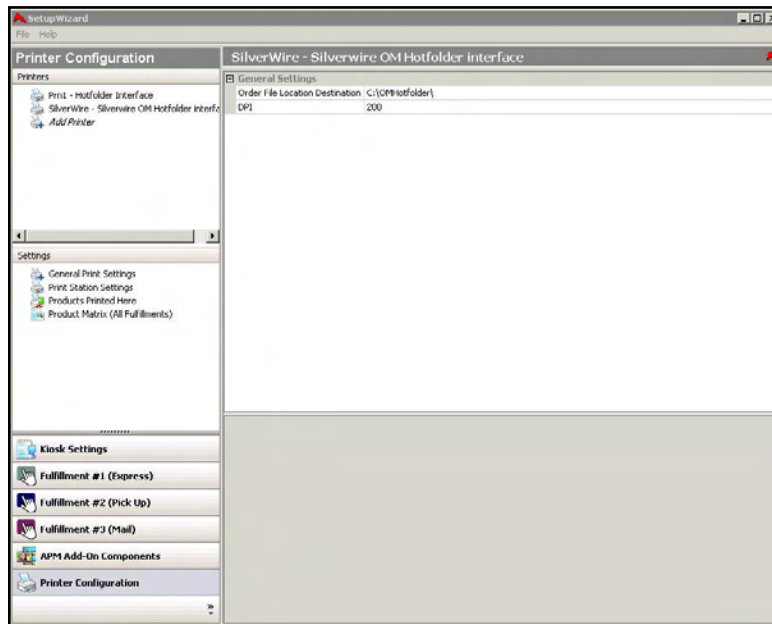 SetupWizard
File Help
Printer Configuration
SilverWire - Silverwire OM Hotfolder interface
Printers
Prn1 - Hotfolder Interface
SilverWire - Silverwire OM Hotfolder interfa
Add Printer
General Settings
Order File Location Destination C:\OMHotfolder\
DPI 200
Settings
General Print Settings
Print Station Settings
Products Printed Here
Product Matrix (All Fulfillments)
Kiosk Settings
Fulfillment #1 (Express)
Fulfillment #2 (Pick Up)
Fulfillment #3 (Mail)
APM Add-On Components
Printer Configuration